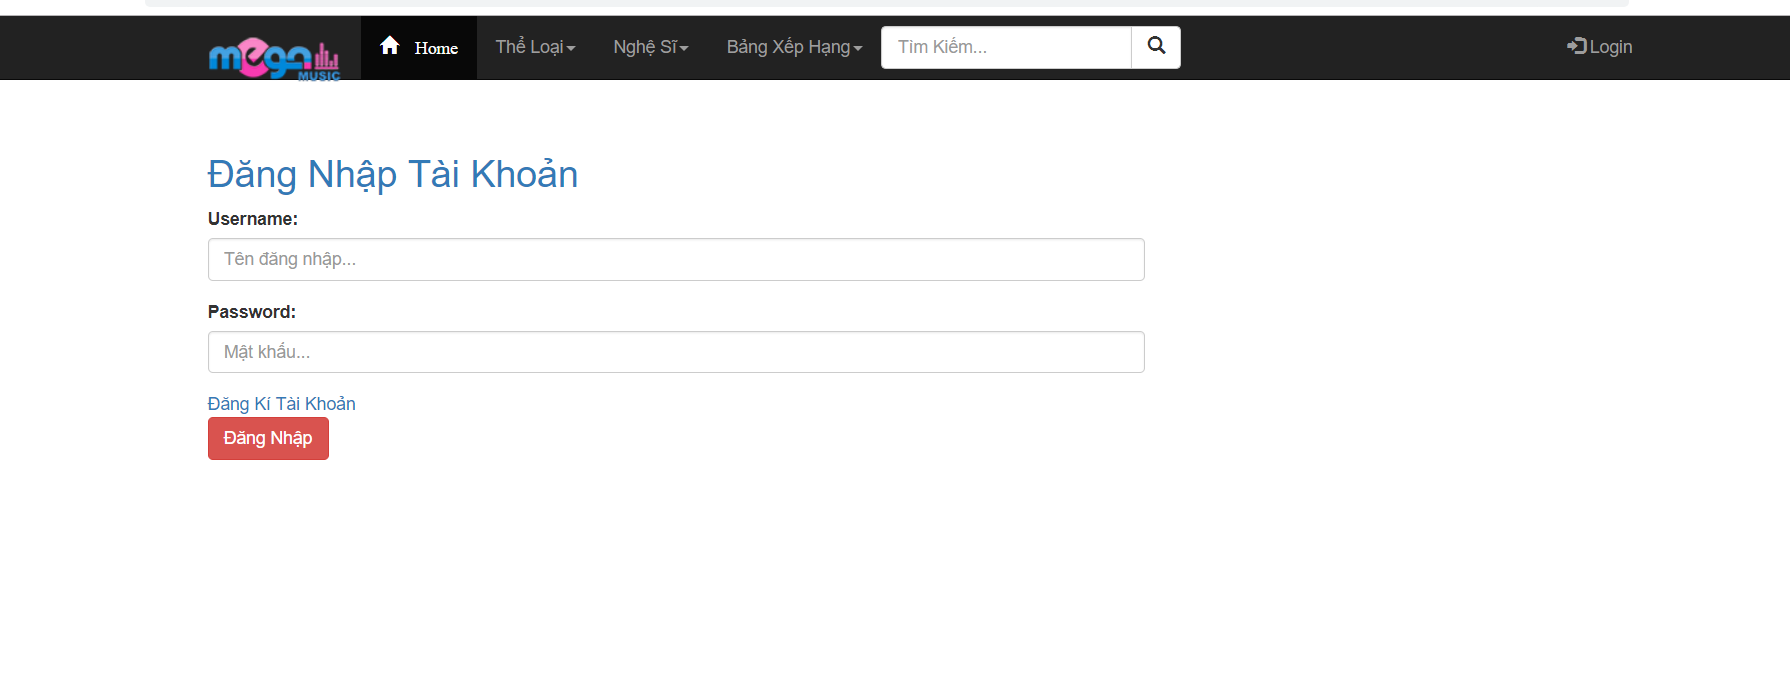 mega MUSIC Home Thể Loại Nghệ Sĩ Bảng Xếp Hạng Tìm Kiếm... Login
Đăng Nhập Tài Khoản
Username:
Tên đăng nhập...
Password:
Mật khẩu...
Đăng Kí Tài Khoản
Đăng Nhập